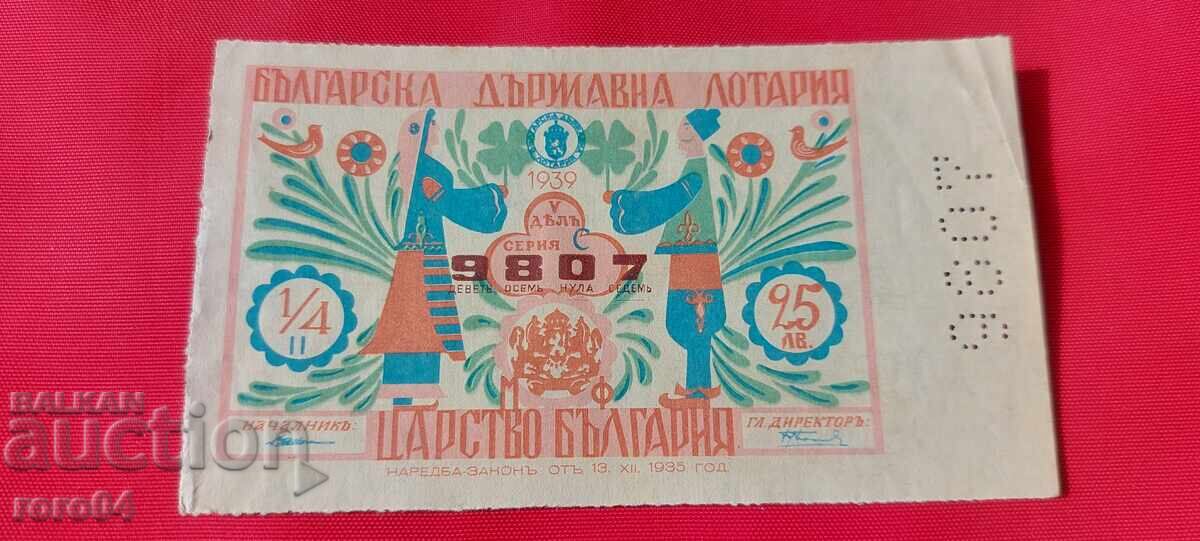 БЪЛГАРСКА ДЪРЖАВНА ЛОТАРИЯ
1939
V
ДѢЛЪ
СЕРИЯ С
9807
ДЕВЕТЬ ОСЕМЬ НУЛА СЕДЕМЬ
1/4
II
25
ЛВ.
М Ф
НАЧАЛНИКЪ:
ЦАРСТВО БЪЛГАРИЯ
ГЛ. ДИРЕКТОРЪ:
НАРЕДБА-ЗАКОНЪ ОТЪ 13. XII. 1935 ГОД.
9807
BALKAN
auction
roro64